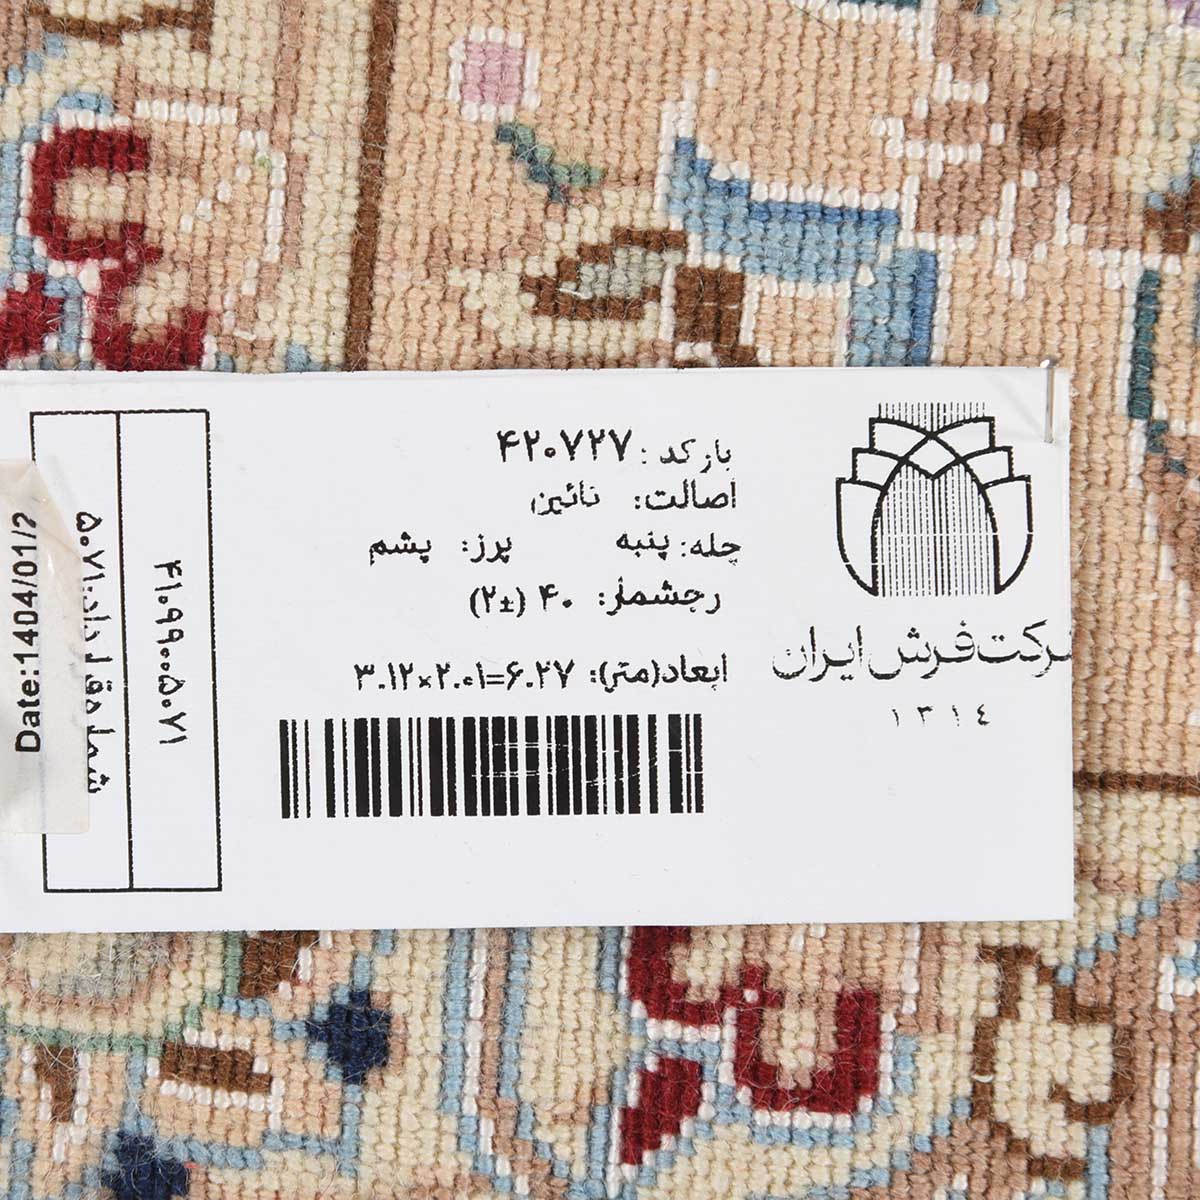 بارکد: ۴۲۰۷۲۷
اصالت: نائین
چله: پنبه پرز: پشم
رجشمار: ۴۰ (±۲)
ابعاد(متر): ۳.۱۲×۲.۰۱=۶.۲۷
شرکت فرش ایران
۱۳۱۴
۴۱۰۹۹۰۰۵۰۷۱
۵۰۷۱
Date:1404/01/2